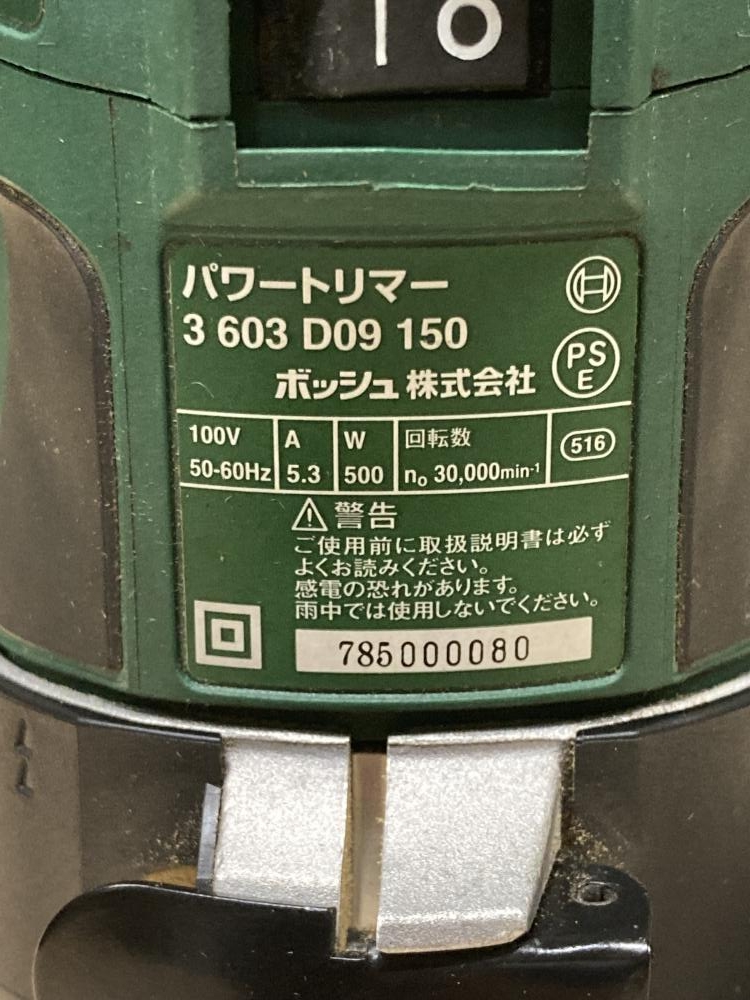 I O
パワートリマー
3 603 D09 150
ボッシュ株式会社
PS
E
100V
50-60Hz
A
5.3
W
500
回転数
n₀ 30,000min⁻¹
516
警告
ご使用前に取扱説明書は必ず
よくお読みください。
感電の恐れがあります。
雨中では使用しないでください。
785000080